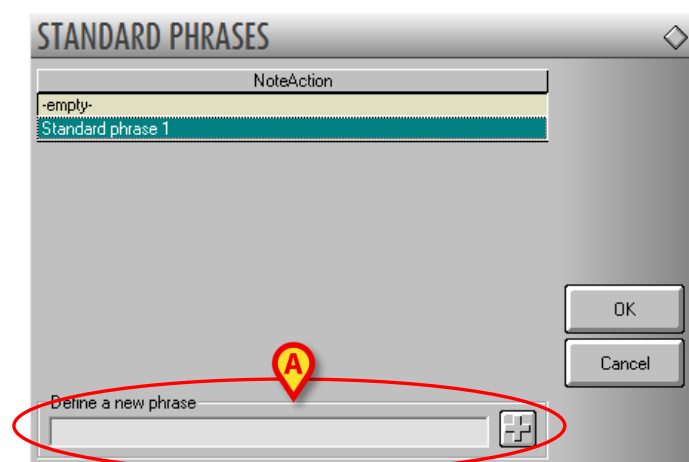 STANDARD PHRASES
NoteAction
-empty-
Standard phrase 1
OK
Cancel
A
Define a new phrase